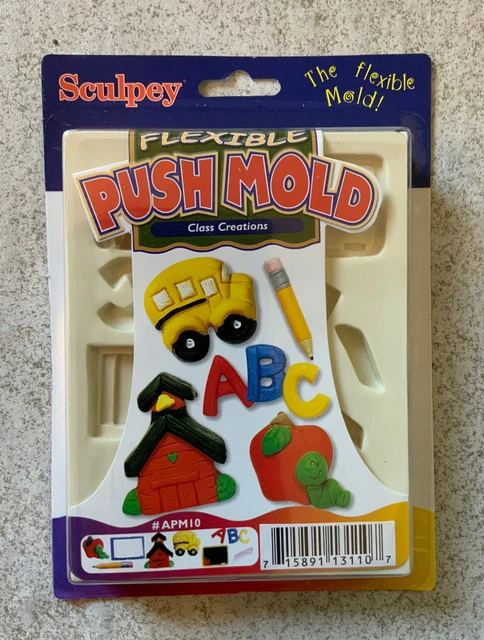 Sculpey®
The flexible
Mold!
FLEXIBLE
PUSH MOLD
Class Creations
ABC
#APM10
ABC
7 15891 13110 7